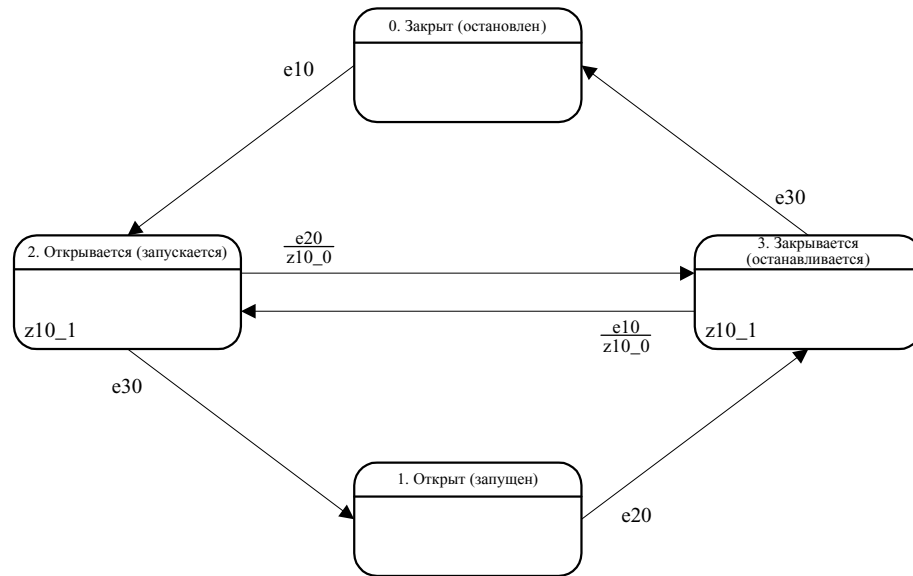 0. Закрыт (остановлен)
e10
e30
2. Открывается (запускается)
e20
z10_0
3. Закрывается
(останавливается)
z10_1
e10
z10_0
z10_1
e30
1. Открыт (запущен)
e20